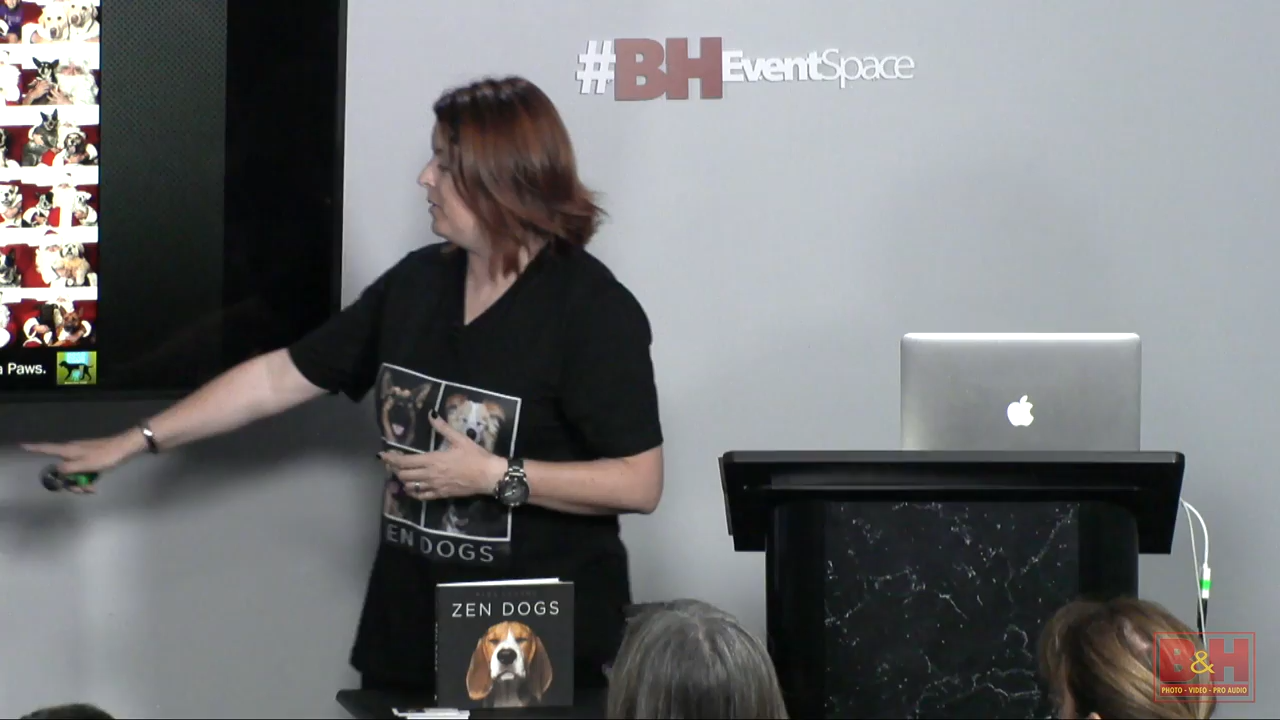 #BHEventSpace
a Paws.
EN DOGS
ZEN DOGS
B&H
PHOTO - VIDEO - PRO AUDIO